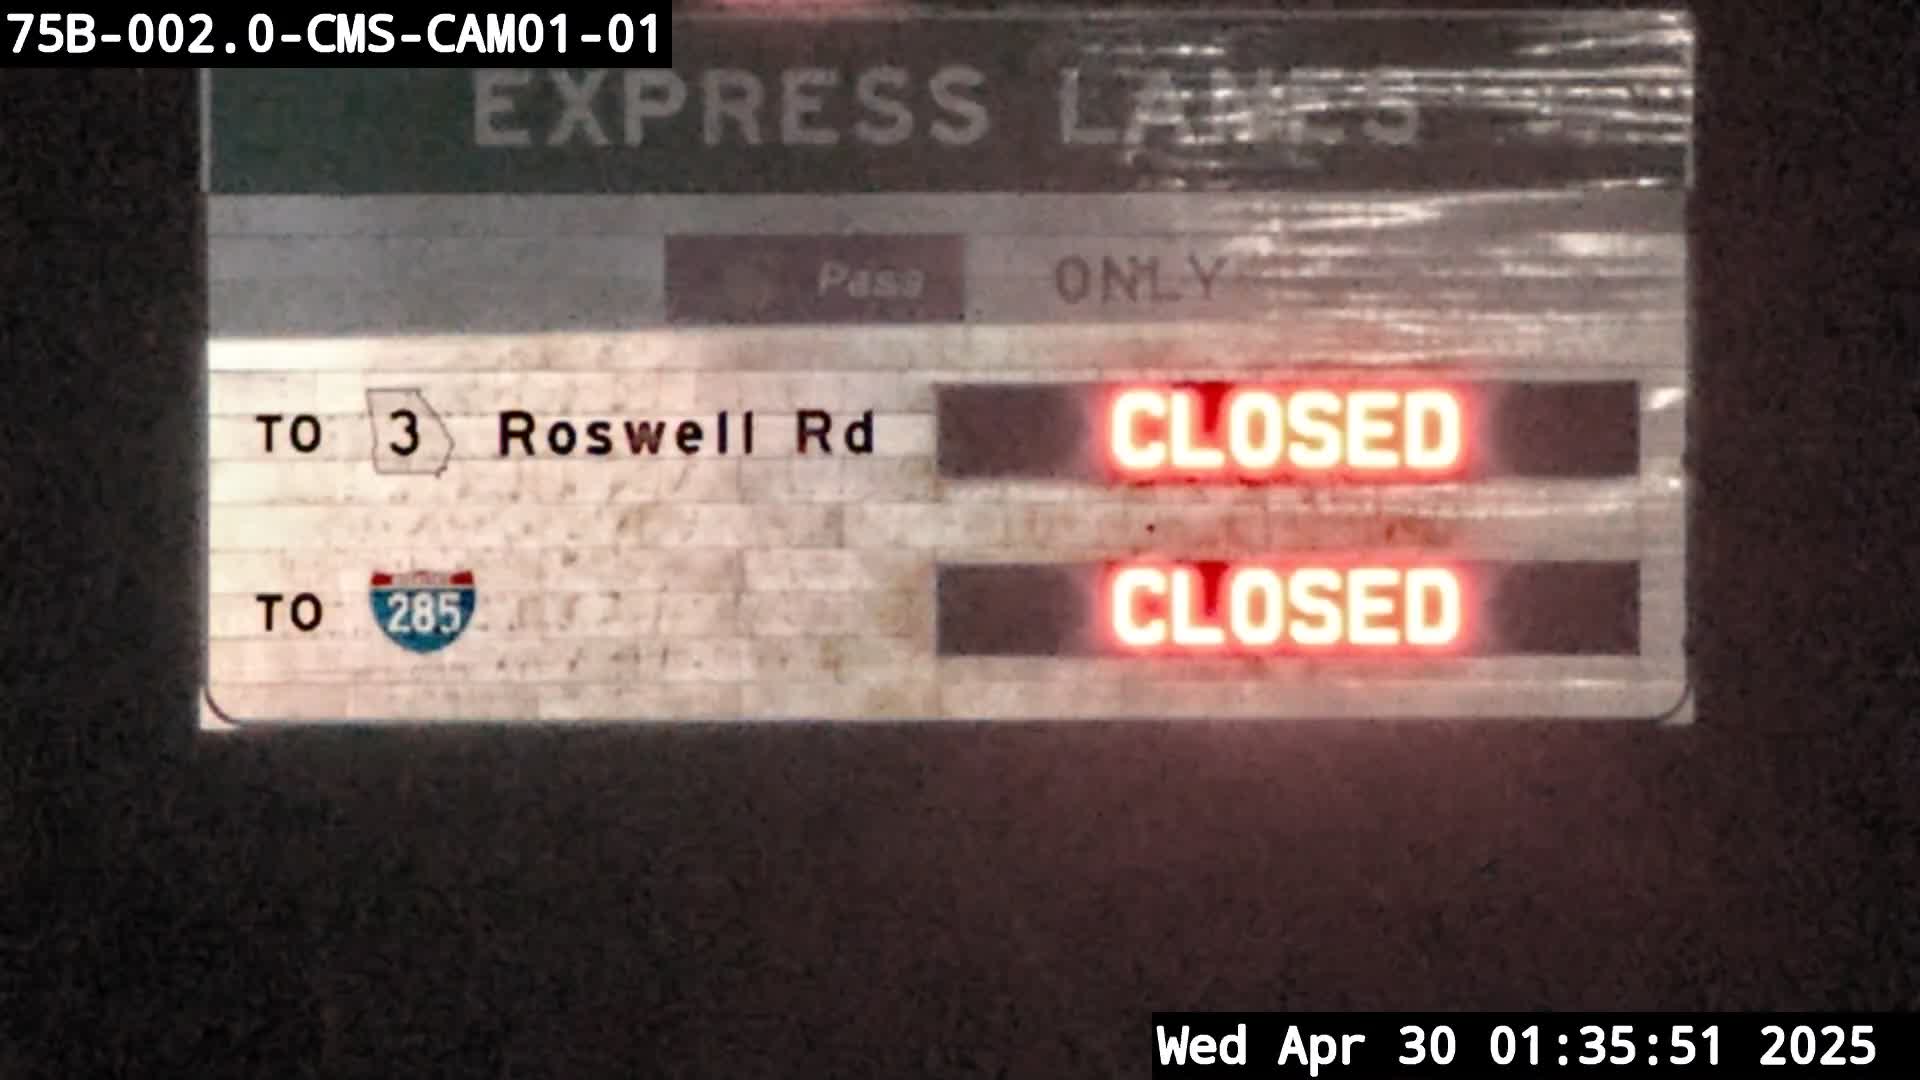 75B-002.0-CMS-CAM01-01
EXPRESS LANES
Pass ONLY
TO 3 Roswell Rd CLOSED
TO 285 CLOSED
Wed Apr 30 01:35:51 2025